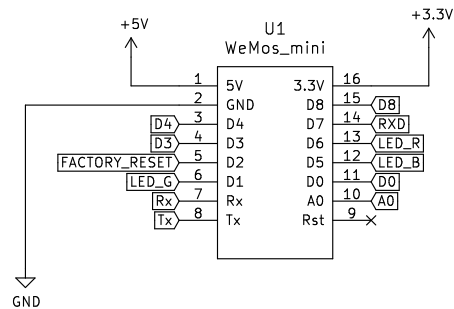 +5V
+3.3V
U1
WeMos_mini
1 5V 3.3V 16
2 GND D8 15 D8
D4 3 D4 D7 14 RXD
D3 4 D3 D6 13 LED_R
FACTORY_RESET 5 D2 D5 12 LED_B
LED_G 6 D1 D0 11 D0
Rx 7 Rx A0 10 A0
Tx 8 Tx Rst 9
GND